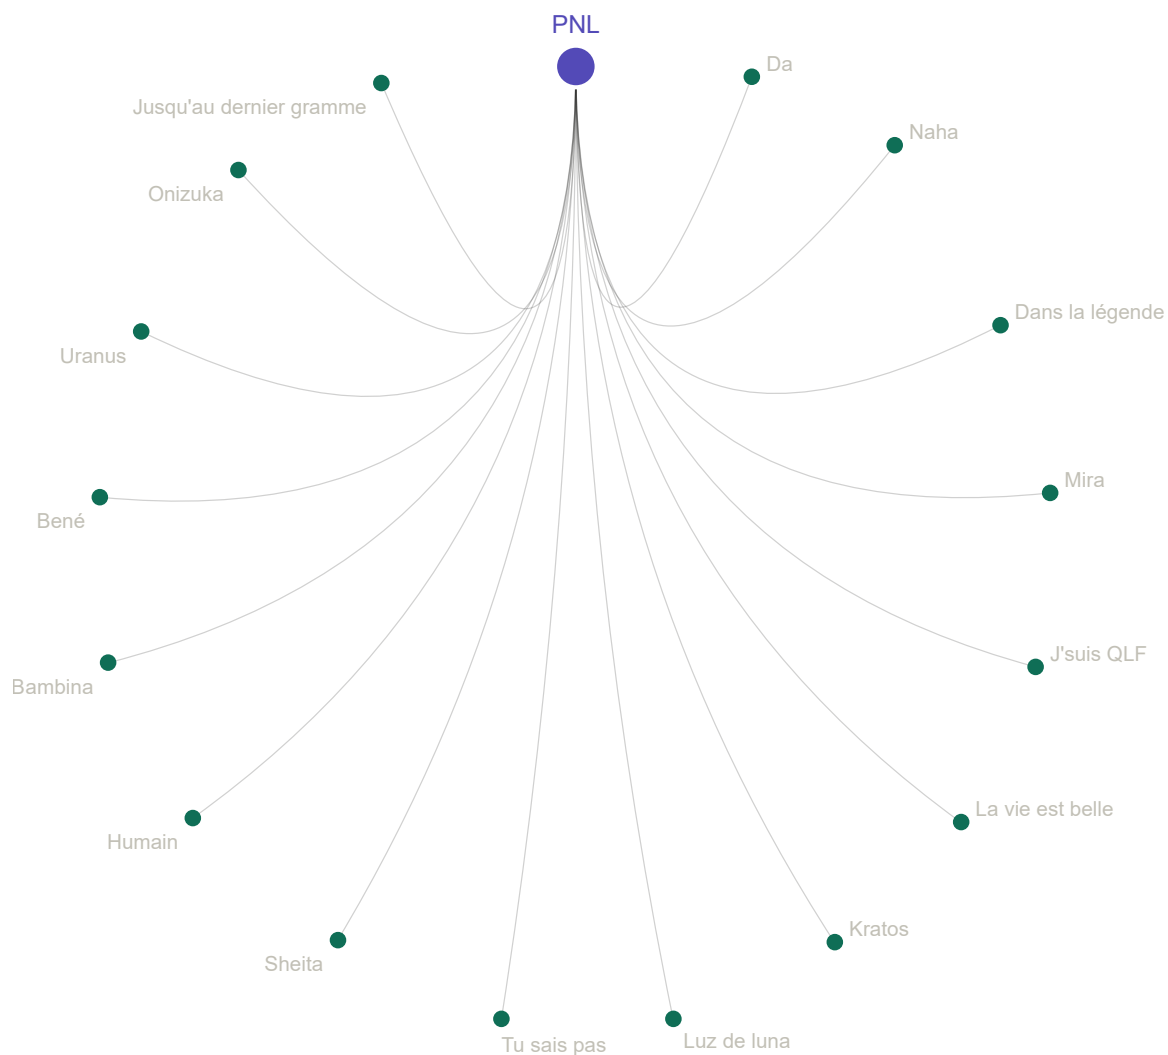 PNL
Da
Jusqu'au dernier gramme
Naha
Onizuka
Dans la légende
Uranus
Mira
Bené
J'suis QLF
Bambina
La vie est belle
Humain
Kratos
Sheita
Luz de luna
Tu sais pas